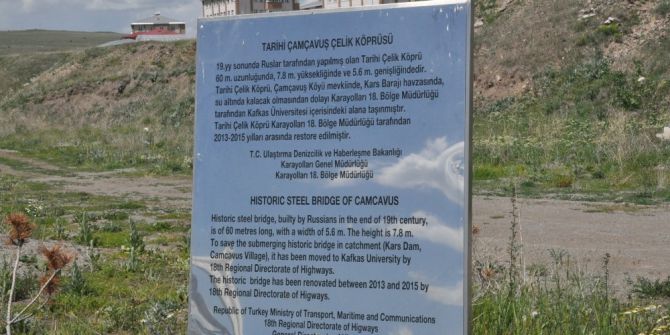 TARİHİ ÇAMÇAVUŞ ÇELİK KÖPRÜSÜ
19.yy sonunda Ruslar tarafından yapılmış olan Tarihi Çelik Köprü
60 m. uzunluğunda, 7.8 m. yüksekliğinde ve 5.6 m. genişliğindedir.
Tarihi Çelik Köprü, Çamçavuş Köyü mevkiinde, Kars Barajı havzasında,
su altında kalacak olmasından dolayı Karayolları 18. Bölge Müdürlüğü
tarafından Kafkas Üniversitesi içerisindeki alana taşınmıştır.
Tarihi Çelik Köprü Karayolları 18. Bölge Müdürlüğü tarafından
2013-2015 yılları arasında restore edilmiştir.
T.C. Ulaştırma Denizcilik ve Haberleşme Bakanlığı
Karayolları Genel Müdürlüğü
Karayolları 18. Bölge Müdürlüğü
HISTORIC STEEL BRIDGE OF CAMCAVUS
Historic steel bridge, builty by Russians in the end of 19th century,
is of 60 metres long, with a width of 5.6 m. The height is 7.8 m.
To save the submerging historic bridge in catchment (Kars Dam,
Camcavus Village), it has been moved to Kafkas University by
18th Regional Directorate of Highways.
The historic bridge has been renovated between 2013 and 2015 by
18th Regional Directorate of Higways.
Republic of Turkey Ministry of Transport, Maritime and Communications
18th Regional Directorate of Higways
General Directorate of Highways